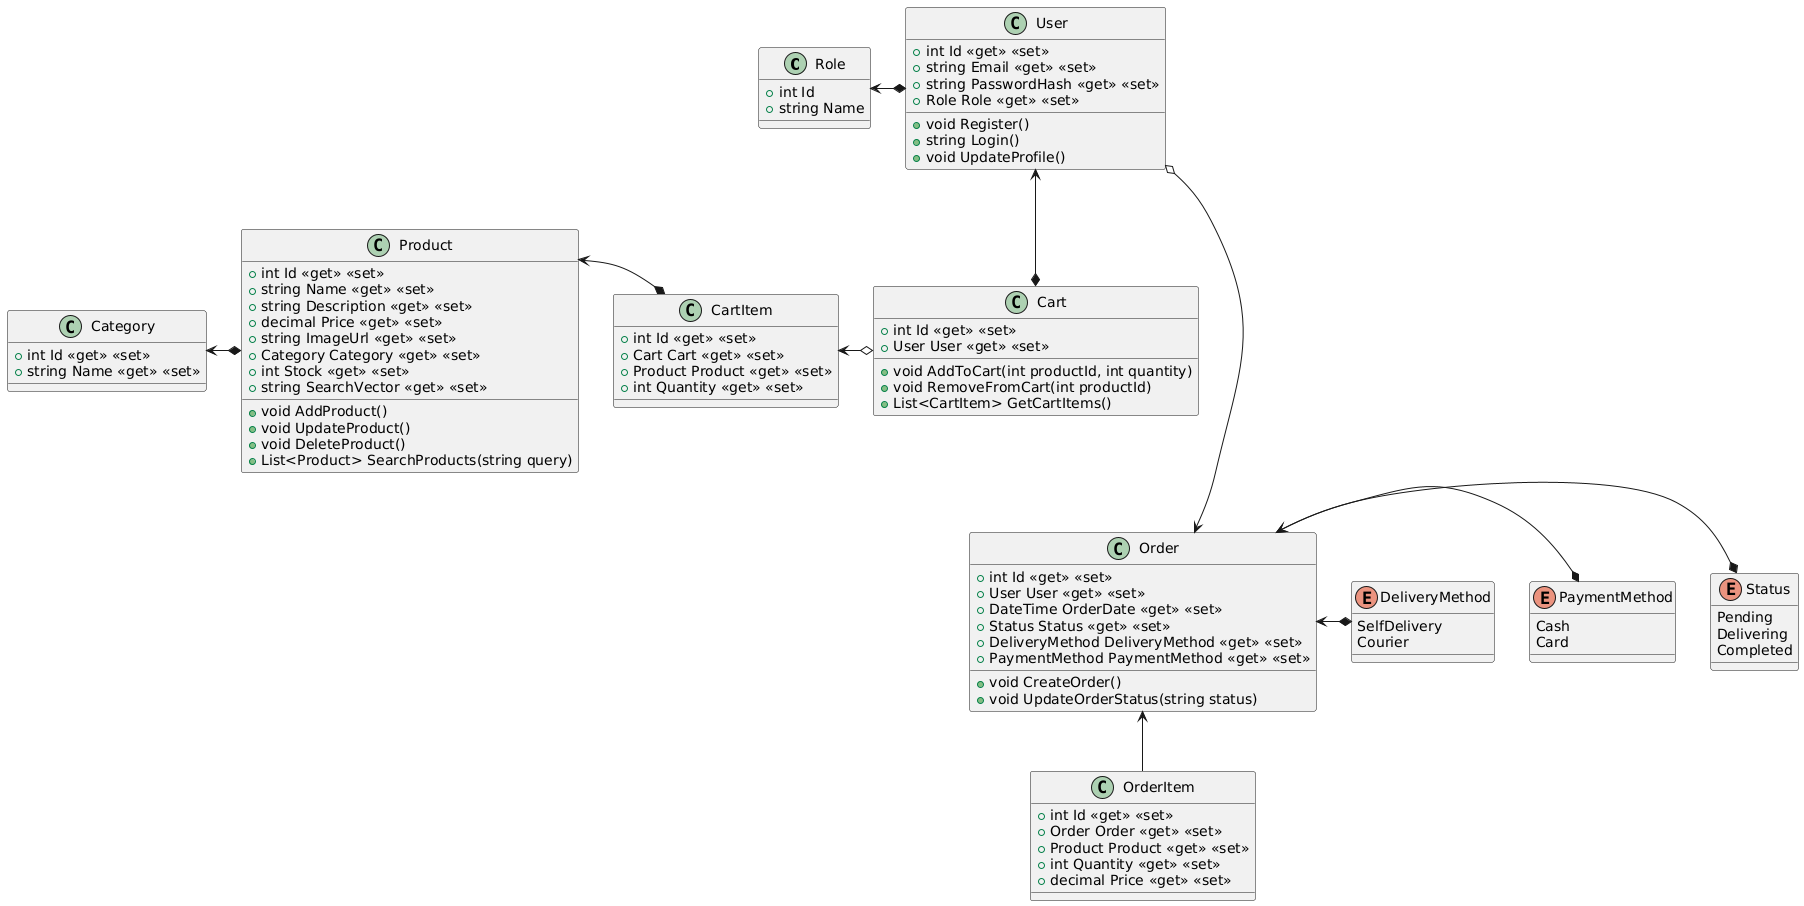 C User
+ int Id «get» «set»
+ string Email «get» «set»
+ string PasswordHash «get» «set»
+ Role Role «get» «set»
void Register()
string Login()
void UpdateProfile()
C Role
int Id
string Name
C Product
int Id «get» «set»
string Name «get» «set»
string Description «get» «set»
decimal Price «get» «set»
string ImageUrl «get» «set»
Category Category «get» «set»
int Stock «get» «set»
string SearchVector «get» «set»
void AddProduct()
void UpdateProduct()
void DeleteProduct()
List<Product> SearchProducts(string query)
C Category
int Id «get» «set»
string Name «get» «set»
C CartItem
int Id «get» «set»
Cart Cart «get» «set»
Product Product «get» «set»
int Quantity «get» «set»
C Cart
int Id «get» «set»
User User «get» «set»
void AddToCart(int productId, int quantity)
void RemoveFromCart(int productId)
List<CartItem> GetCartItems()
C Order
int Id «get» «set»
User User «get» «set»
DateTime OrderDate «get» «set»
Status Status «get» «set»
DeliveryMethod DeliveryMethod «get» «set»
PaymentMethod PaymentMethod «get» «set»
void CreateOrder()
void UpdateOrderStatus(string status)
E DeliveryMethod
SelfDelivery
Courier
E PaymentMethod
Cash
Card
E Status
Pending
Delivering
Completed
C OrderItem
int Id «get» «set»
Order Order «get» «set»
Product Product «get» «set»
int Quantity «get» «set»
decimal Price «get» «set»